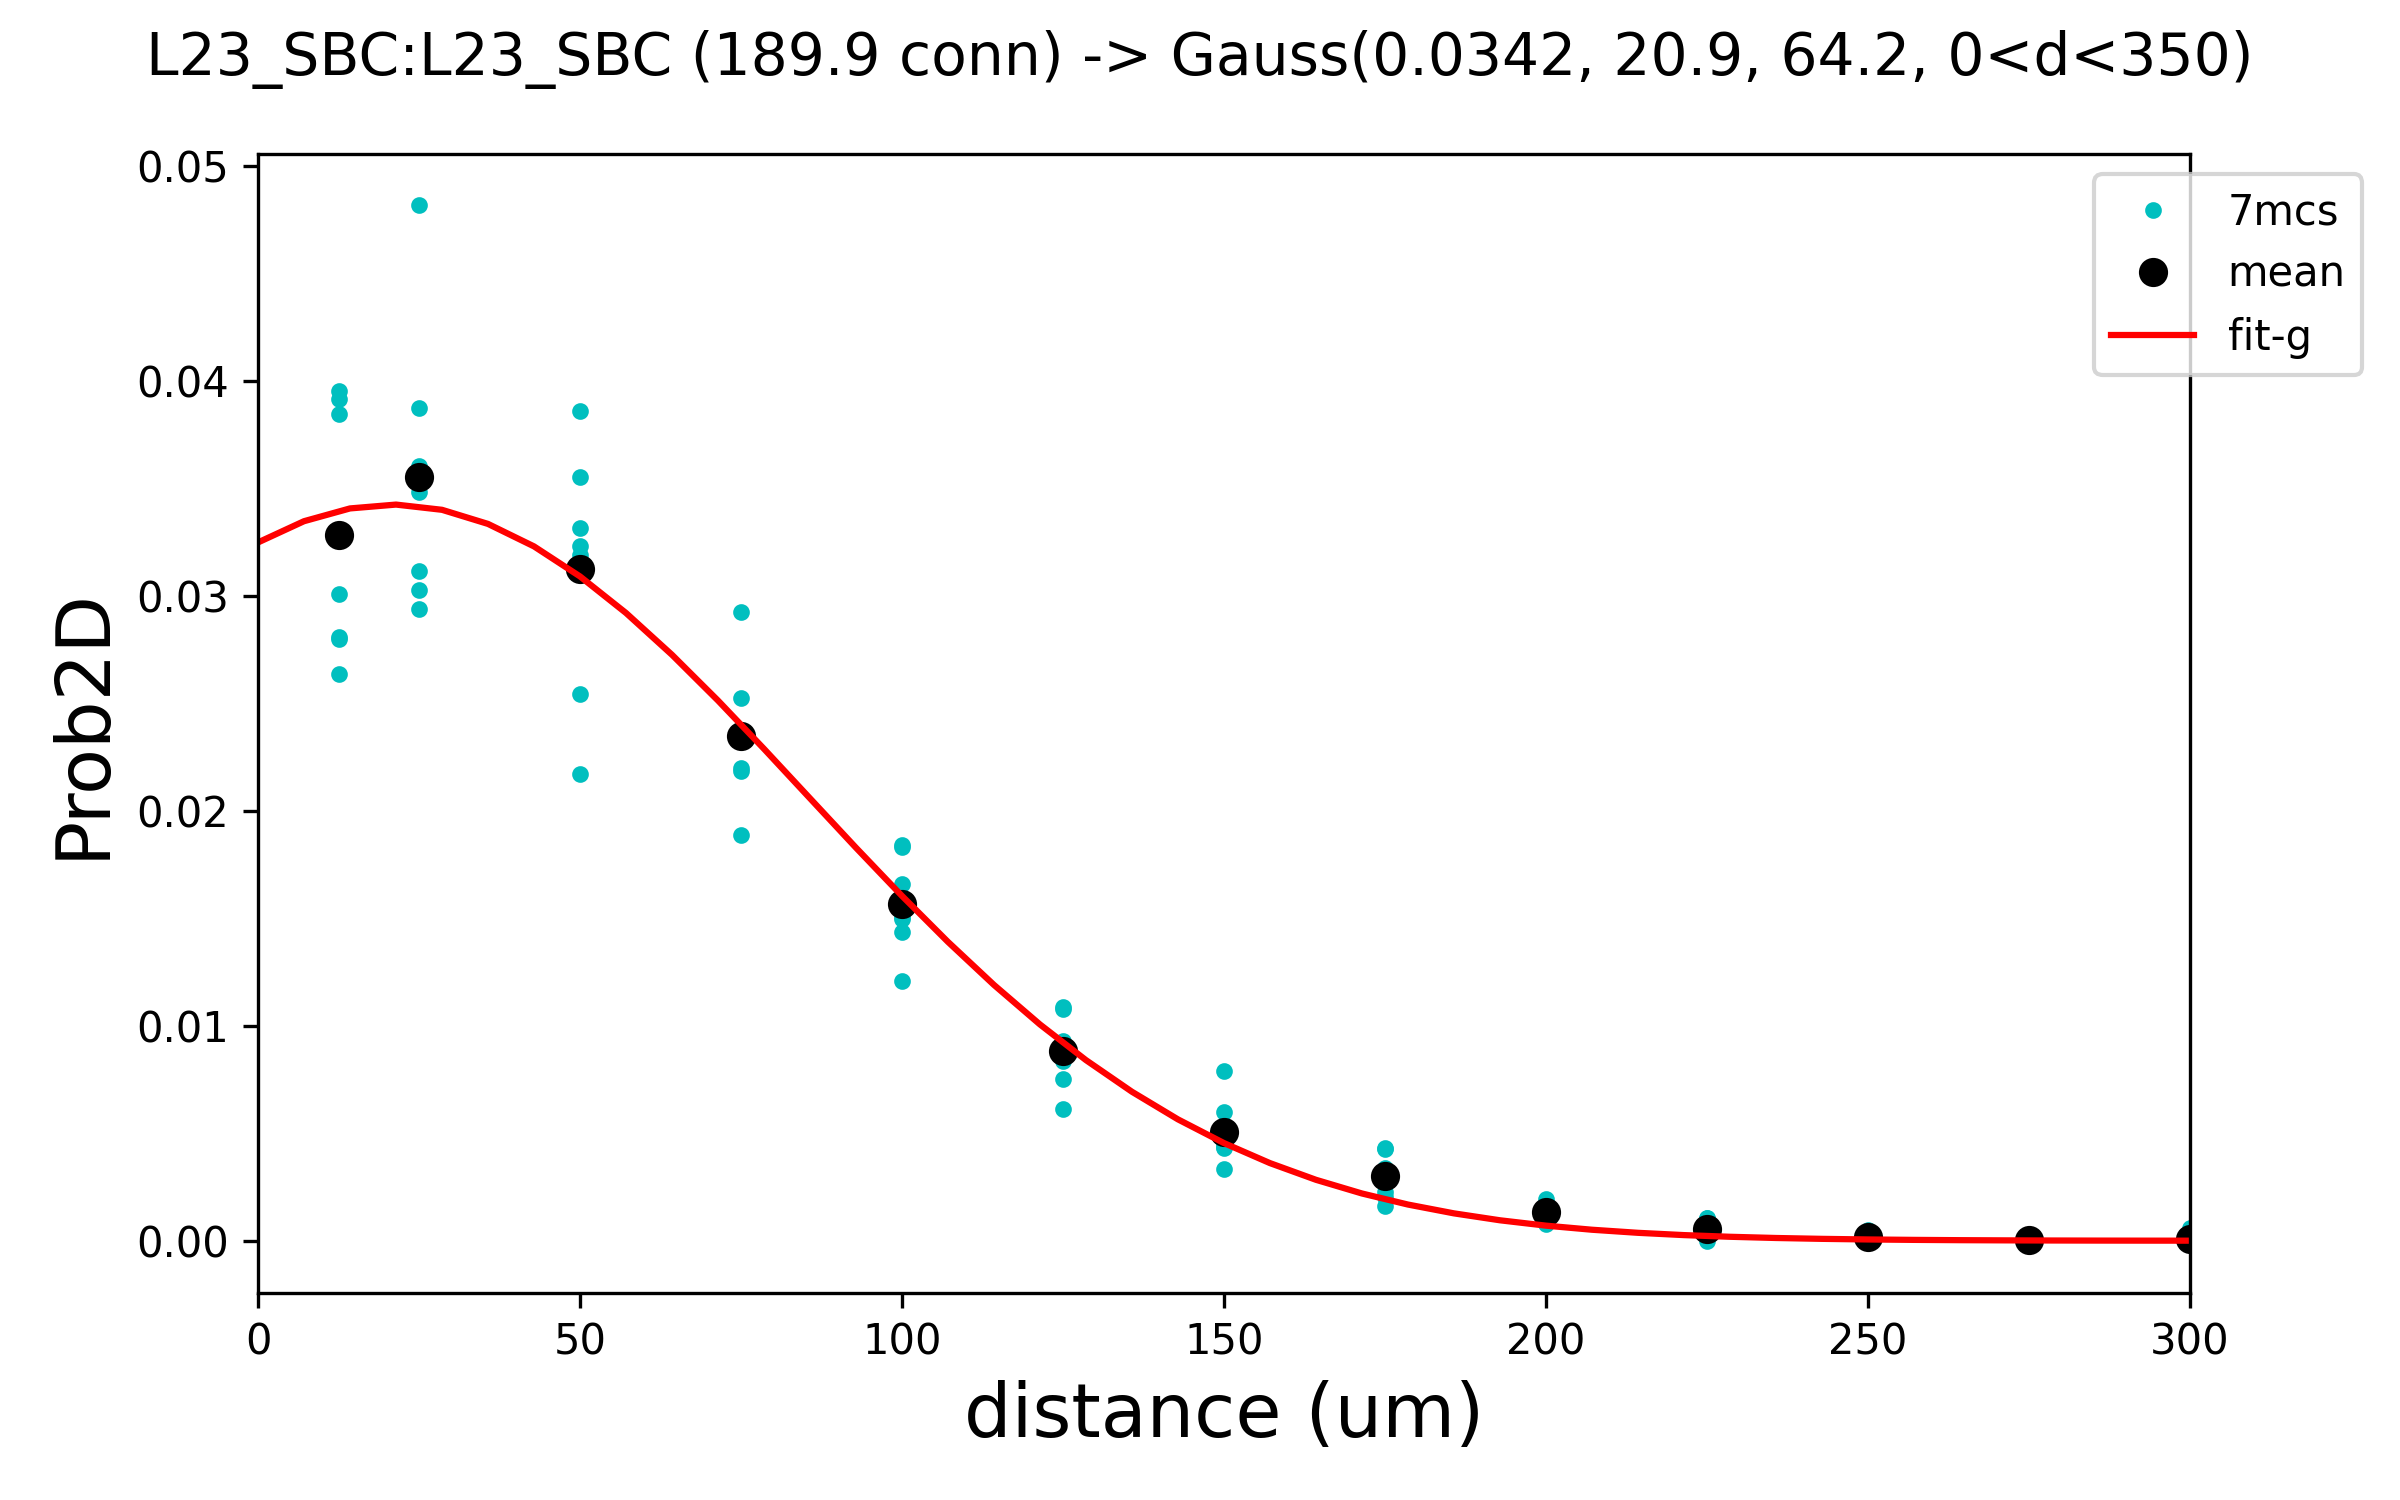 L23_SBC:L23_SBC (189.9 conn) -> Gauss(0.0342, 20.9, 64.2, 0<d<350)
0.05
0.04
0.03
0.02
0.01
0.00
Prob2D
7mcs
mean
fit-g
0 50 100 150 200 250 300
distance (um)